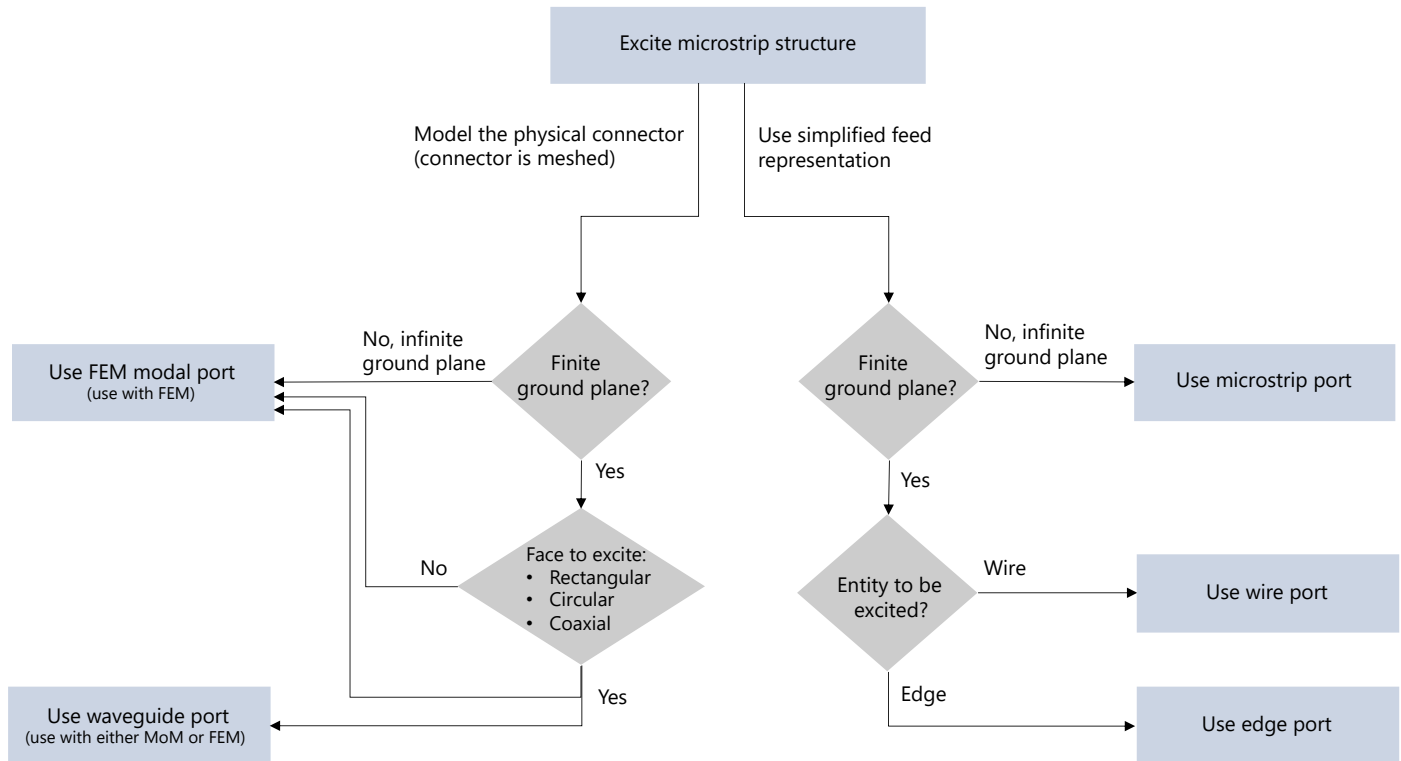 Excite microstrip structure
Model the physical connector
(connector is meshed)
Use simplified feed
representation
No, infinite
ground plane
Finite
ground plane?
Use FEM modal port
(use with FEM)
Finite
ground plane?
No, infinite
ground plane
Use microstrip port
Yes
Yes
No
Face to excite:
• Rectangular
• Circular
• Coaxial
Entity to be
excited?
Wire
Use wire port
Yes
Edge
Use waveguide port
(use with either MoM or FEM)
Use edge port